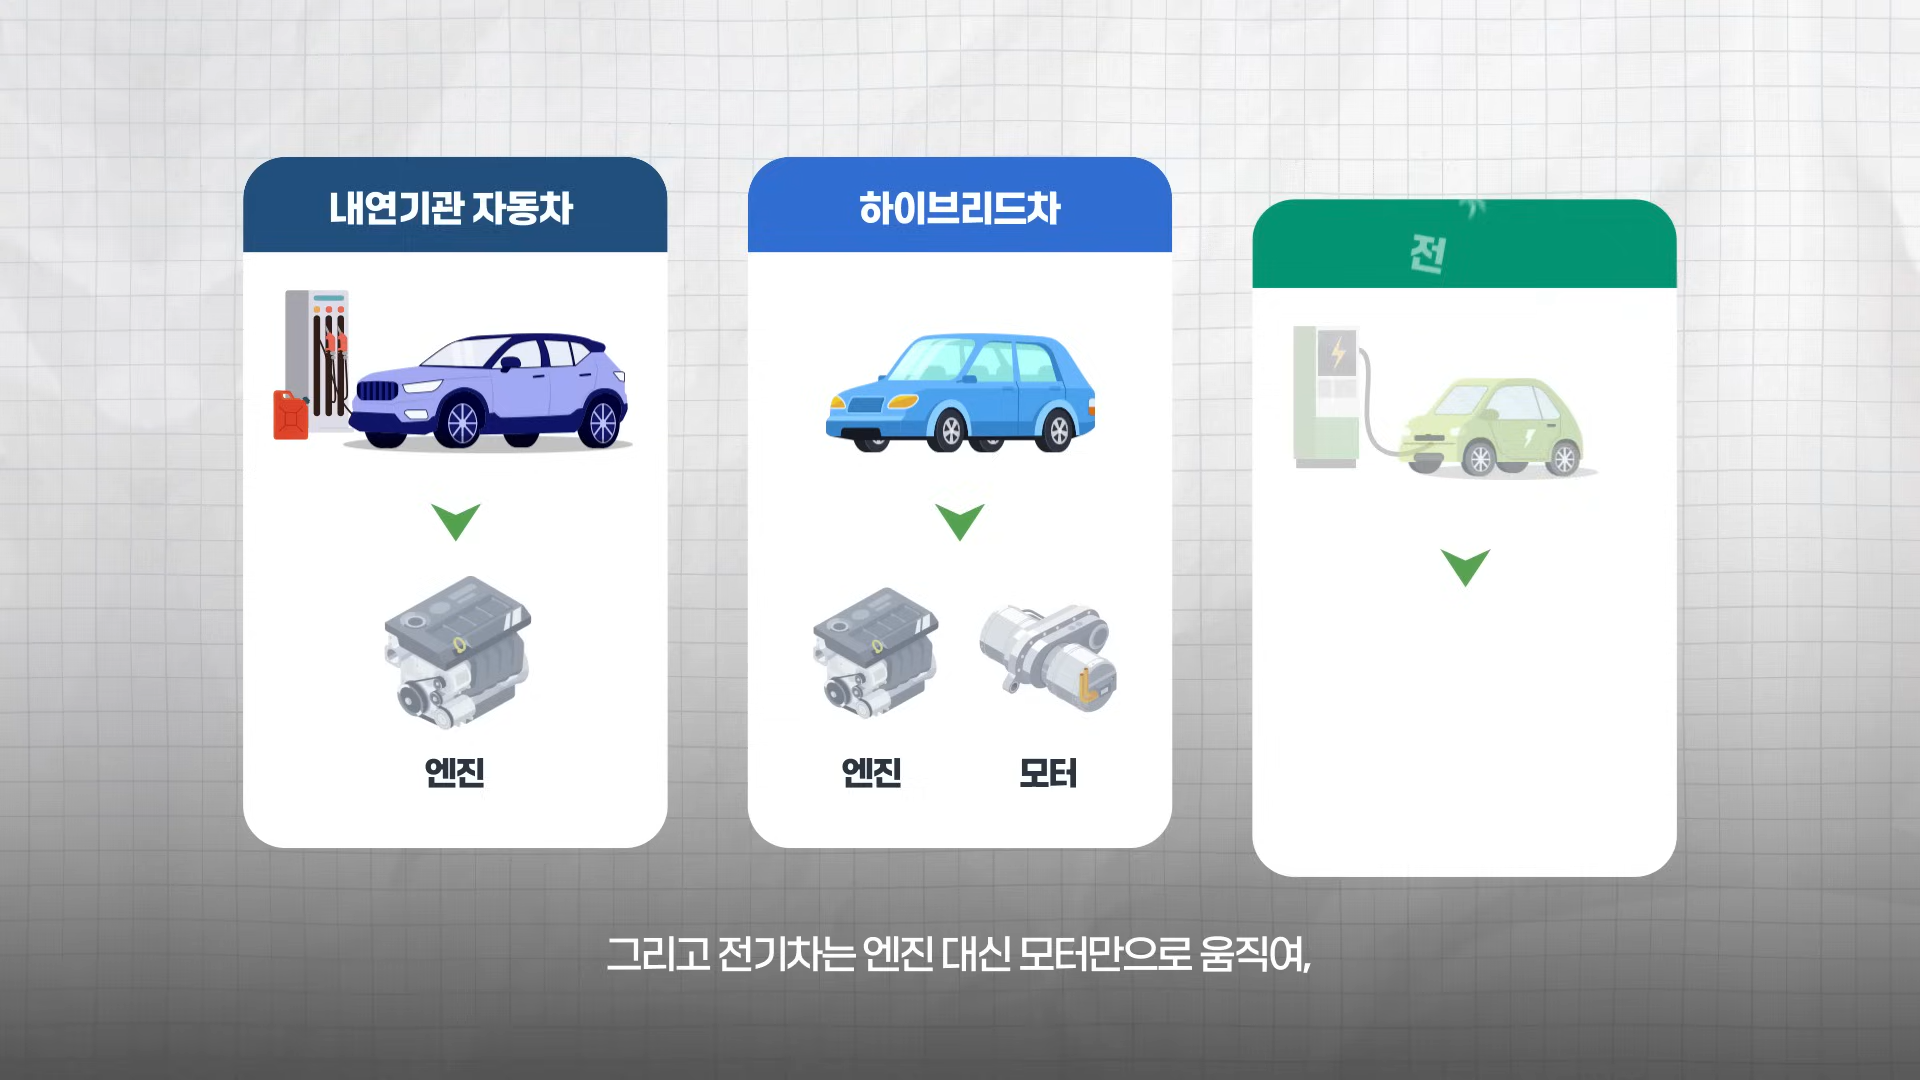 내연기관 자동차
하이브리드차
전
엔진
엔진
모터
그리고 전기차는 엔진 대신 모터만으로 움직여,